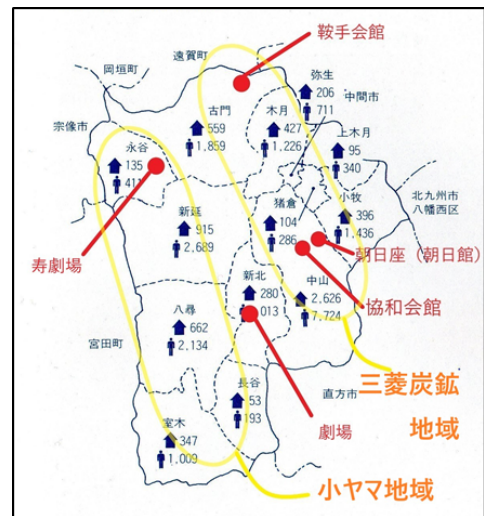 鞍手会館
遠賀町
岡垣町
弥生
206
711
中間市
古門
559
1,859
木月
427
1,226
上木月
95
340
宗像市
永谷
135
北九州市
八幡西区
猪倉
104
286
小牧
396
1,436
新延
915
2,689
朝日座（朝日館）
寿劇場
新北
280
013
中山
2,626
7,724
協和会館
八尋
662
2,134
宮田町
三菱炭鉱
地域
直方市
長谷
53
193
劇場
室木
347
1,009
小ヤマ地域